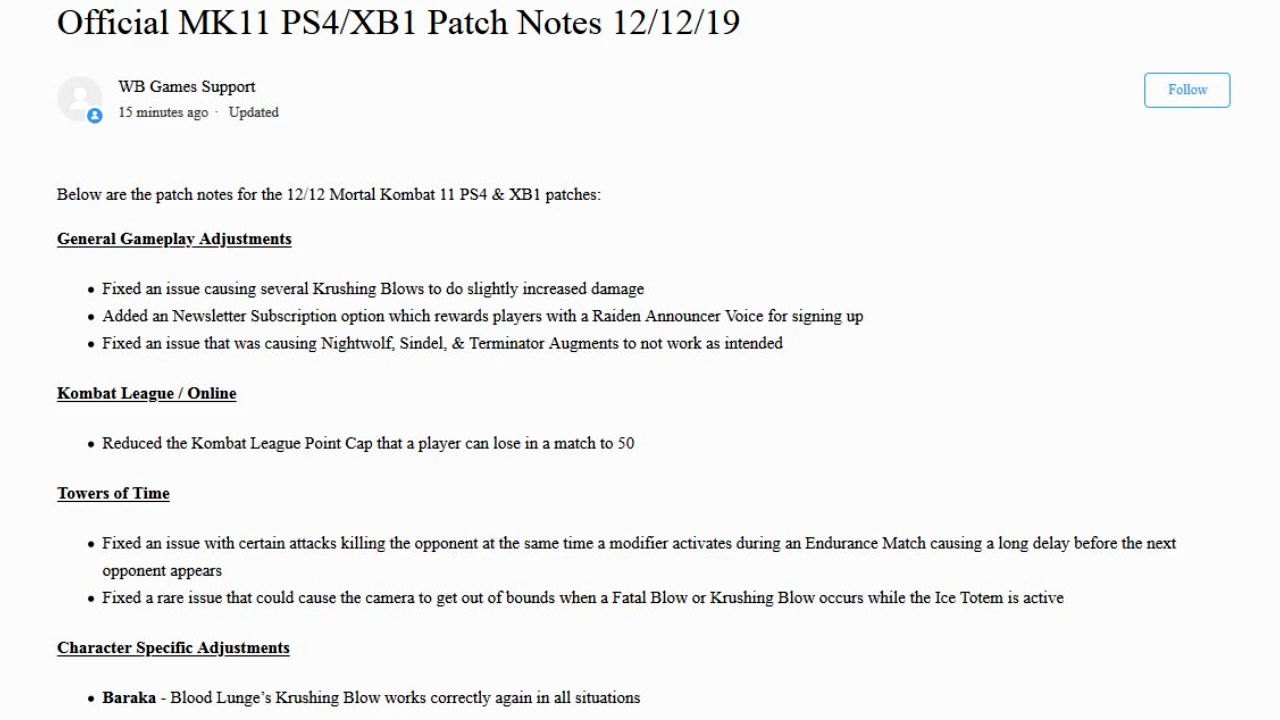 Official MK11 PS4/XB1 Patch Notes 12/12/19
WB Games Support
15 minutes ago · Updated
Follow
Below are the patch notes for the 12/12 Mortal Kombat 11 PS4 & XB1 patches:
General Gameplay Adjustments
• Fixed an issue causing several Krushing Blows to do slightly increased damage
• Added an Newsletter Subscription option which rewards players with a Raiden Announcer Voice for signing up
• Fixed an issue that was causing Nightwolf, Sindel, & Terminator Augments to not work as intended
Kombat League / Online
• Reduced the Kombat League Point Cap that a player can lose in a match to 50
Towers of Time
• Fixed an issue with certain attacks killing the opponent at the same time a modifier activates during an Endurance Match causing a long delay before the next
opponent appears
• Fixed a rare issue that could cause the camera to get out of bounds when a Fatal Blow or Krushing Blow occurs while the Ice Totem is active
Character Specific Adjustments
• Baraka - Blood Lunge’s Krushing Blow works correctly again in all situations